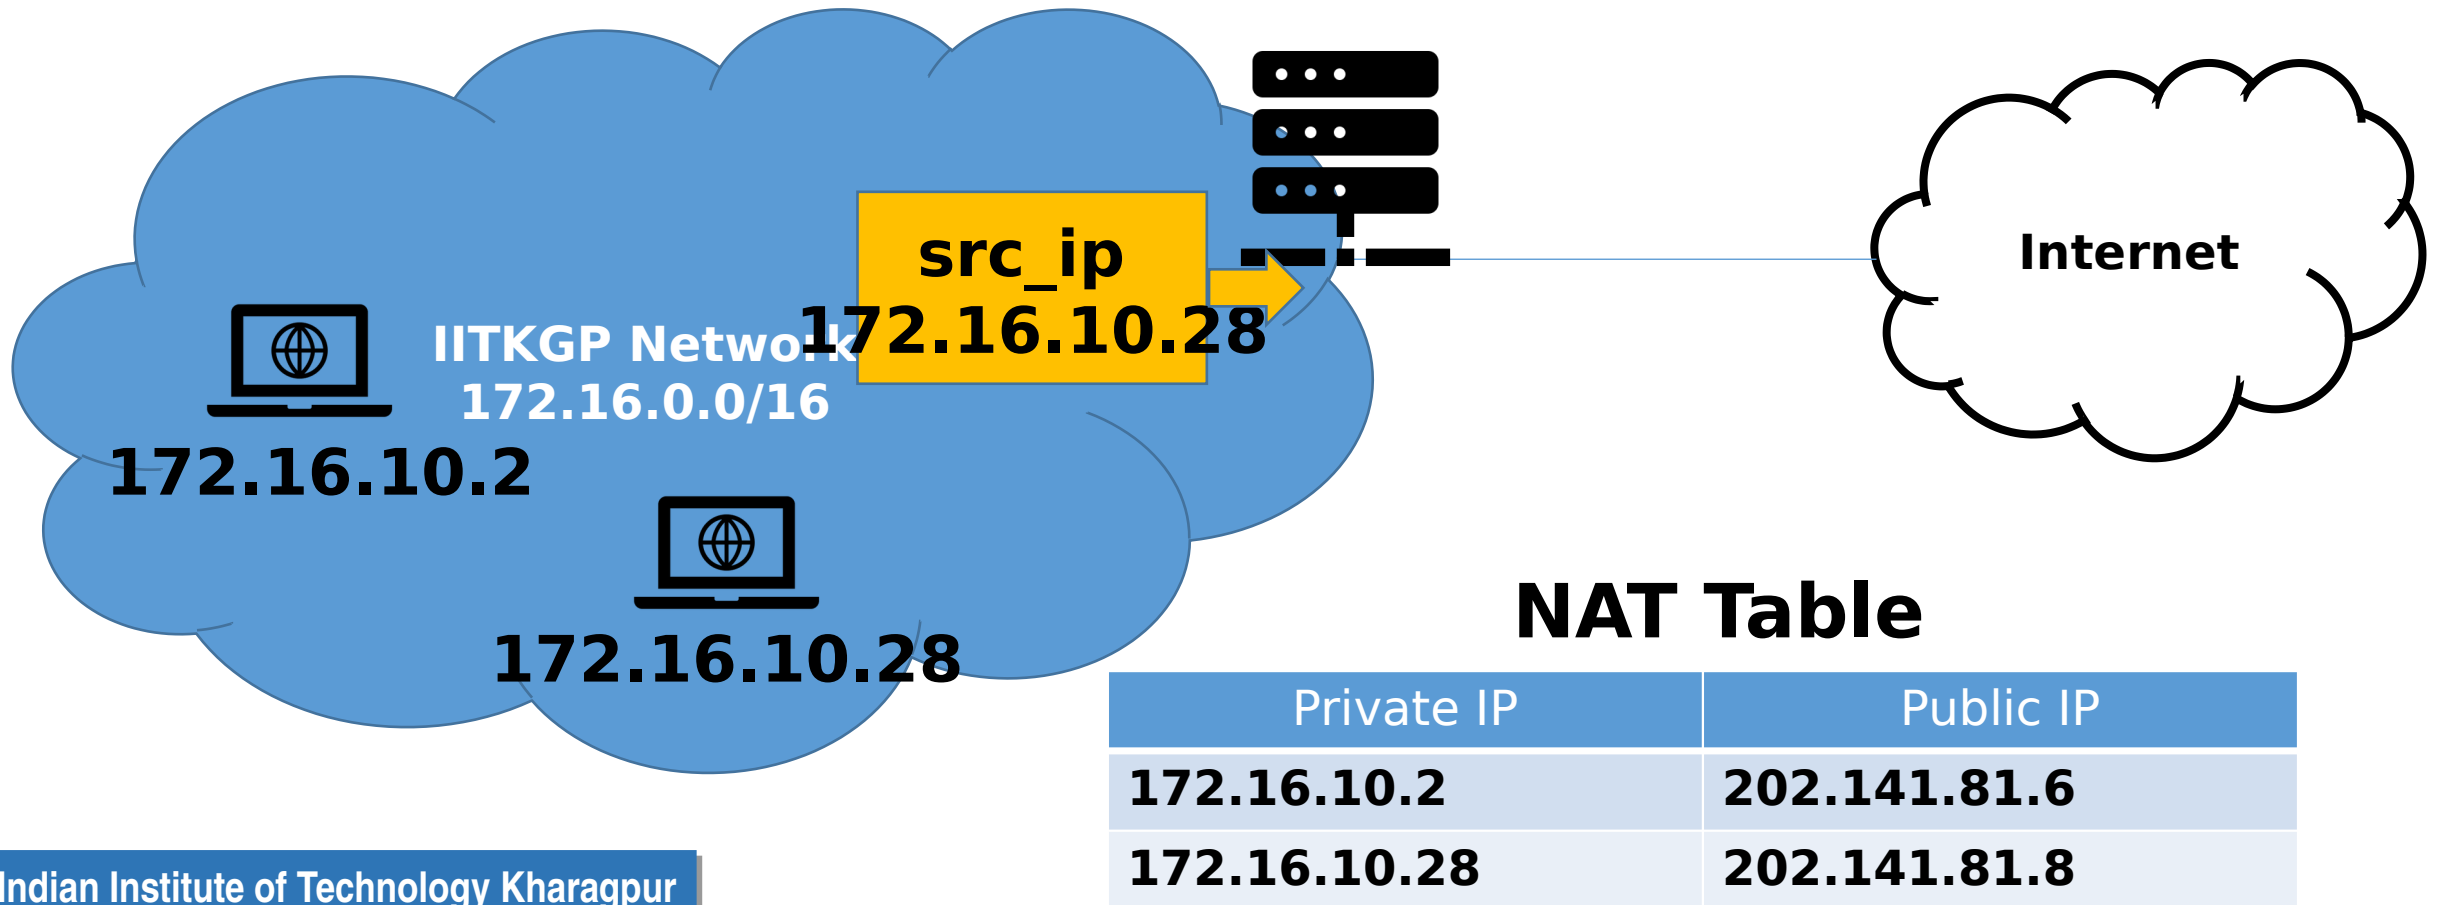 src_ip
172.16.10.28
IITKGP Network
172.16.0.0/16
172.16.10.2
172.16.10.28
Internet
NAT Table
Private IP Public IP
172.16.10.2 202.141.81.6
172.16.10.28 202.141.81.8
Indian Institute of Technology Kharagpur